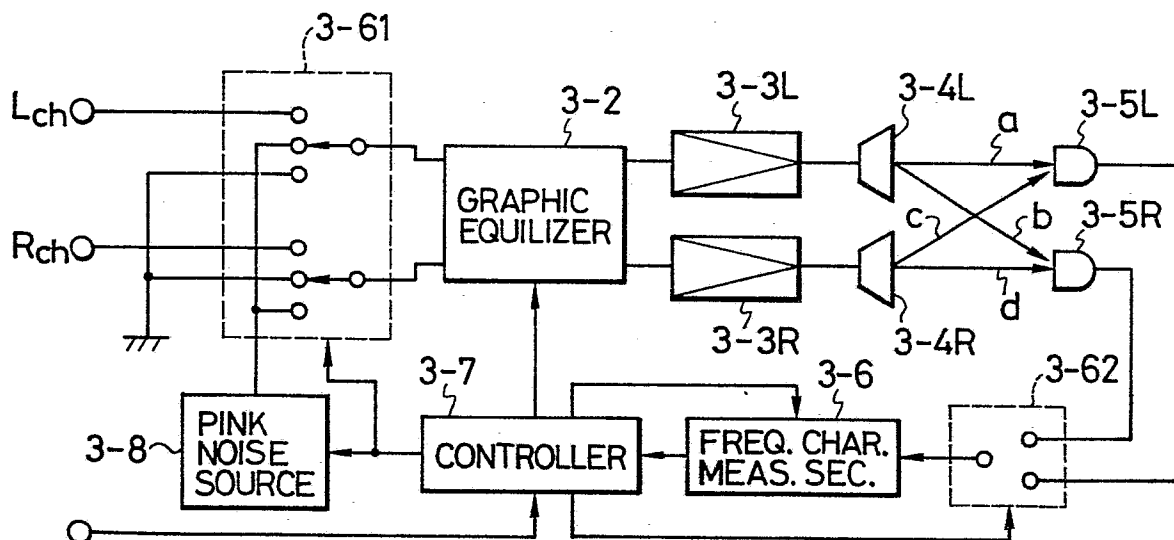 3-61
Lch
3-2
3-3L
3-4L
a
3-5L
GRAPHIC
EQUILIZER
c
b
3-5R
Rch
d
3-3R
3-4R
3-7
3-6
3-62
3-8
PINK
NOISE
SOURCE
CONTROLLER
FREQ. CHAR.
MEAS. SEC.